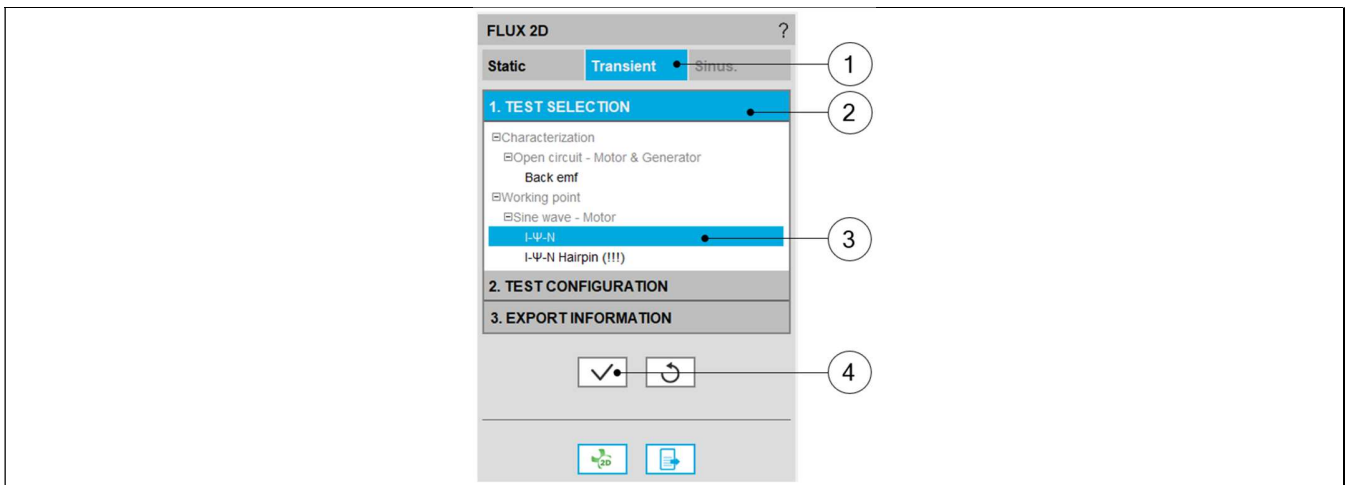 FLUX 2D ?
Static Transient Sinus. 1
1. TEST SELECTION 2
Characterization
Open circuit - Motor & Generator
Back emf
Working point
Sine wave - Motor
I-Ψ-N 3
I-Ψ-N Hairpin (!!!)
2. TEST CONFIGURATION
3. EXPORT INFORMATION
4
2D